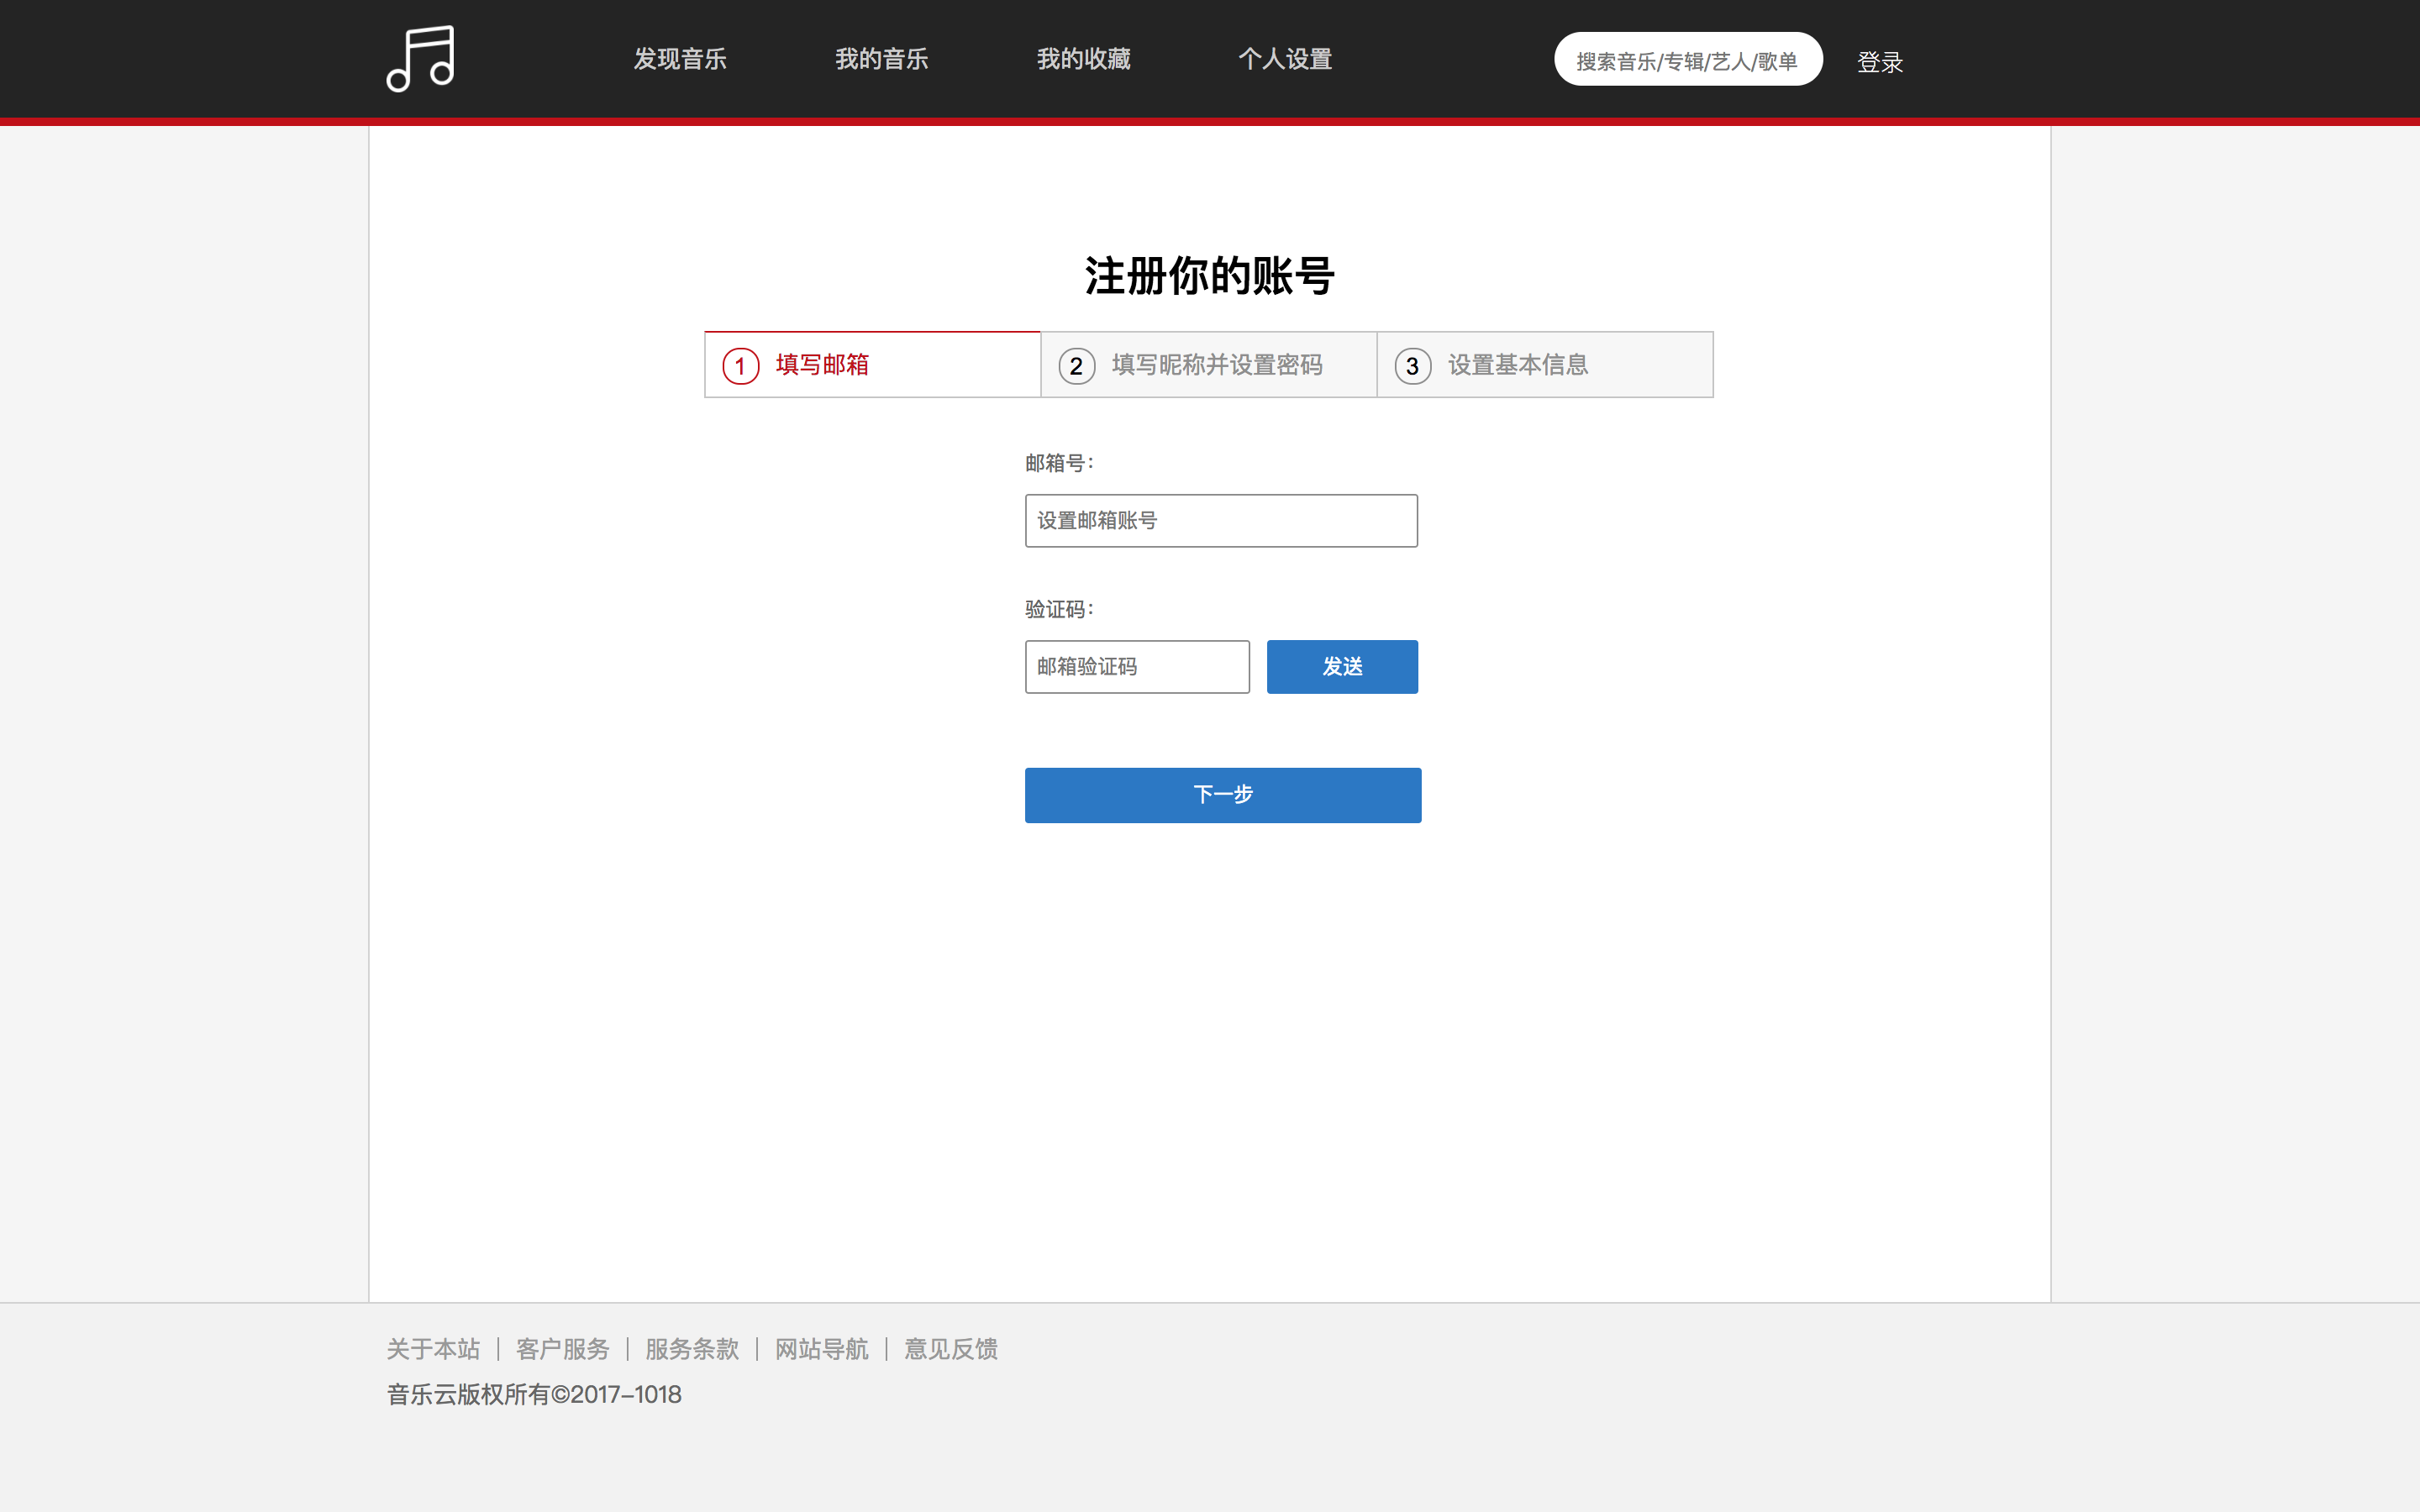 发现音乐 我的音乐 我的收藏 个人设置 搜索音乐/专辑/艺人/歌单 登录
注册你的账号
1 填写邮箱 2 填写昵称并设置密码 3 设置基本信息
邮箱号：
设置邮箱账号
验证码：
邮箱验证码 发送
下一步
关于本站 | 客户服务 | 服务条款 | 网站导航 | 意见反馈
音乐云版权所有©2017-1018